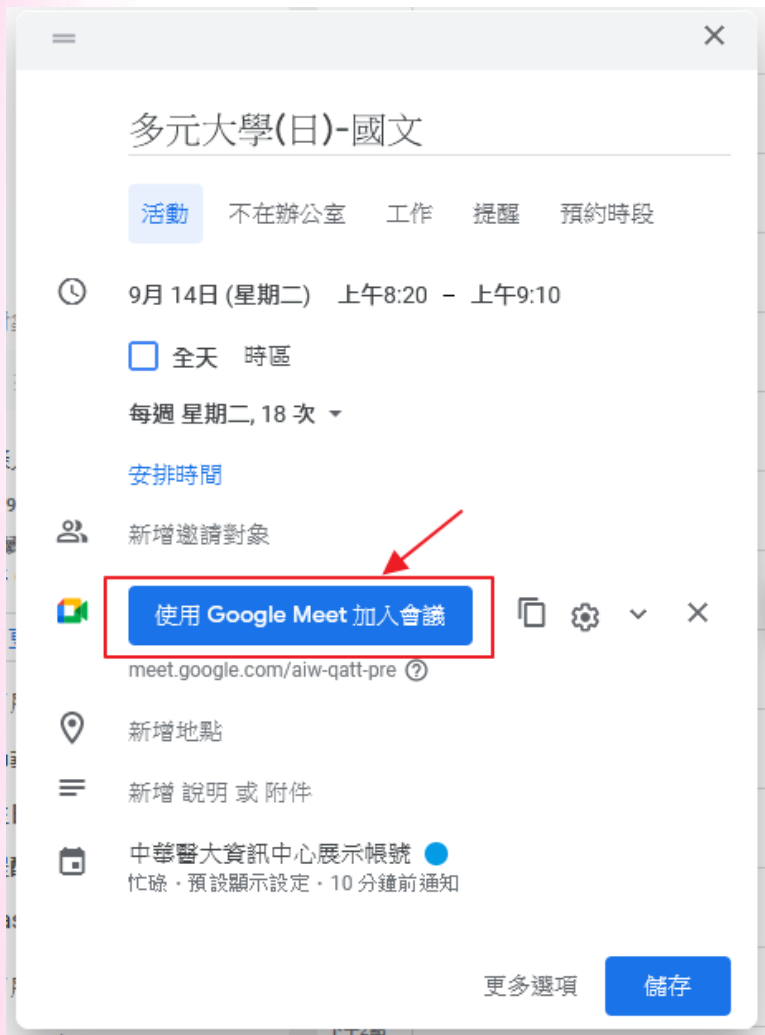 多元大學(日)-國文
活動 不在辦公室 工作 提醒 預約時段
9月 14日 (星期二) 上午8:20 – 上午9:10
全天 時區
每週 星期二, 18 次
安排時間
新增邀請對象
使用 Google Meet 加入會議
meet.google.com/aiw-qatt-pre
新增地點
新增 說明 或 附件
中華醫大資訊中心展示帳號
忙碌 · 預設顯示設定 · 10 分鐘前通知
更多選項 儲存